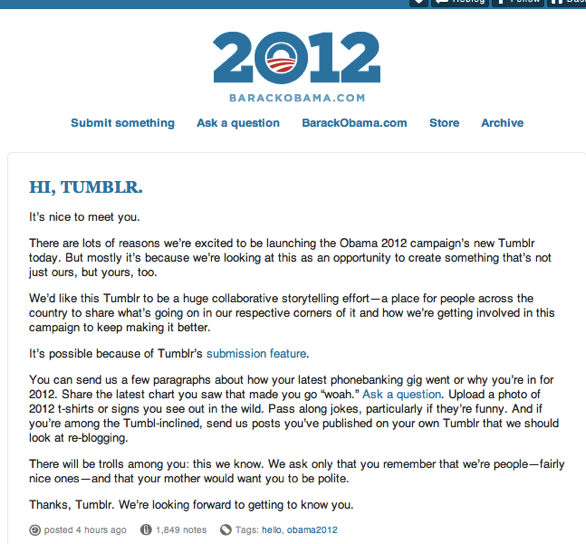 Reblog Follow
2012
BARACKOBAMA.COM
Submit something Ask a question BarackObama.com Store Archive
HI, TUMBLR.
It's nice to meet you.
There are lots of reasons we're excited to be launching the Obama 2012 campaign's new Tumblr
today. But mostly it's because we're looking at this as an opportunity to create something that's not
just ours, but yours, too.
We'd like this Tumblr to be a huge collaborative storytelling effort—a place for people across the
country to share what's going on in our respective corners of it and how we're getting involved in this
campaign to keep making it better.
It's possible because of Tumblr's submission feature.
You can send us a few paragraphs about how your latest phonebanking gig went or why you're in for
2012. Share the latest chart you saw that made you go "woah." Ask a question. Upload a photo of
2012 t-shirts or signs you see out in the wild. Pass along jokes, particularly if they're funny. And if
you're among the Tumbl-inclined, send us posts you've published on your own Tumblr that we should
look at re-blogging.
There will be trolls among you: this we know. We ask only that you remember that we're people—fairly
nice ones—and that your mother would want you to be polite.
Thanks, Tumblr. We're looking forward to getting to know you.
posted 4 hours ago 1,849 notes Tags: hello, obama2012